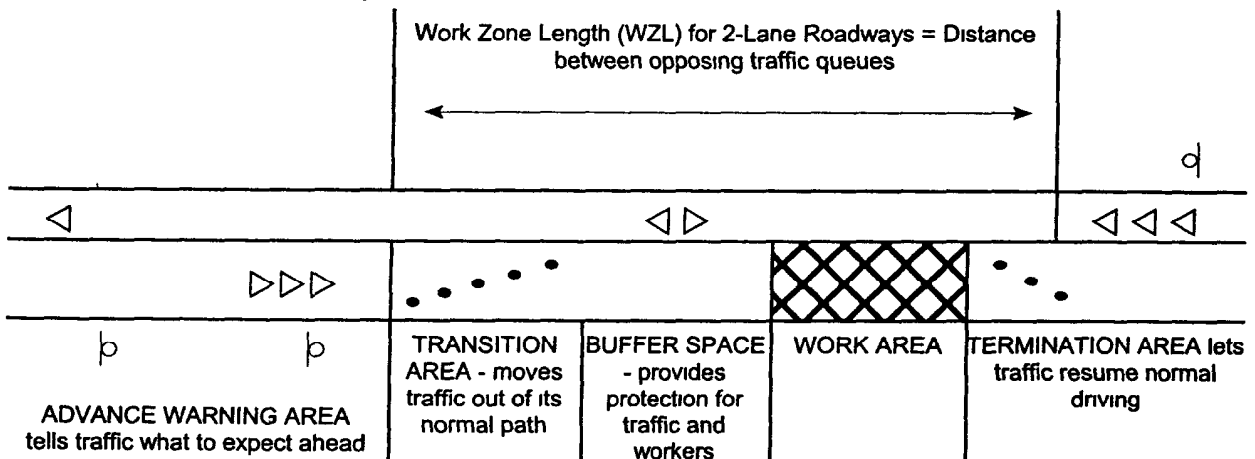 Work Zone Length (WZL) for 2-Lane Roadways = Distance
between opposing traffic queues
TRANSITION
AREA - moves
traffic out of its
normal path
BUFFER SPACE
- provides
protection for
traffic and
workers
WORK AREA
TERMINATION AREA lets
traffic resume normal
driving
ADVANCE WARNING AREA
tells traffic what to expect ahead